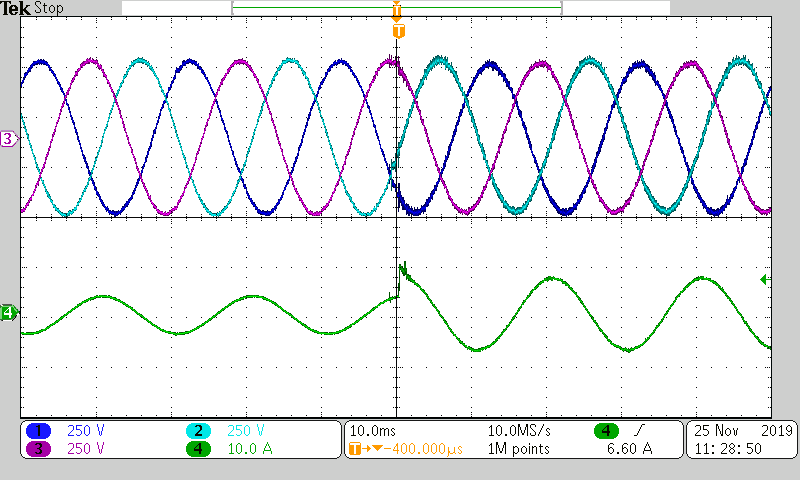 Tek Stop
T
T
3
4
1 250 V 2 250 V
3 250 V 4 10.0 A
10.0ms 10.0MS/s 4
T→▼−400.000µs 1M points 6.60 A
25 Nov 2019
11:28:50